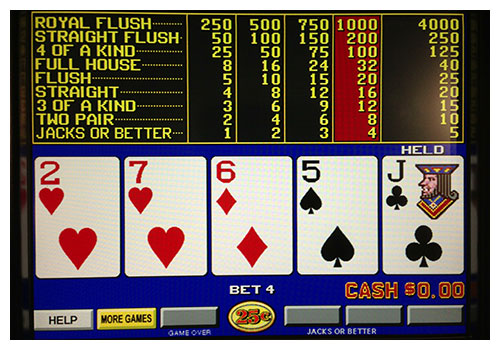 ROYAL FLUSH 250 500 750 1000 4000
STRAIGHT FLUSH 50 100 150 200 250
4 OF A KIND 25 50 75 100 125
FULL HOUSE 8 16 24 32 40
FLUSH 5 10 15 20 25
STRAIGHT 4 8 12 16 20
3 OF A KIND 3 6 9 12 15
TWO PAIR 2 4 6 8 10
JACKS OR BETTER 1 2 3 4 5
HELD
2 7 6 5 J
BET 4 CASH $0.00
HELP MORE GAMES 25¢
GAME OVER JACKS OR BETTER